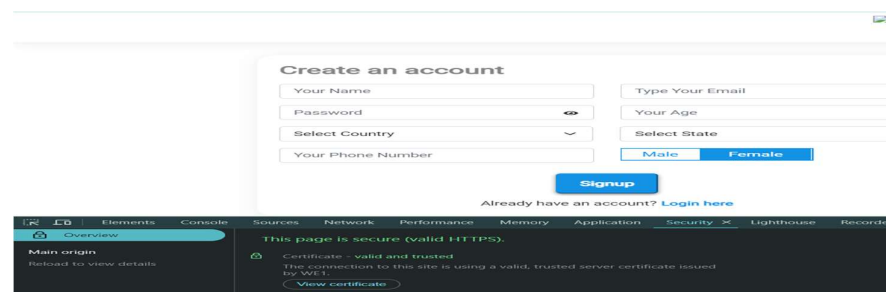 Create an account
Your Name
Type Your Email
Password
Your Age
Select Country
Select State
Your Phone Number
Male Female
Signup
Already have an account? Login here
Elements Console Sources Network Performance Memory Application Security Lighthouse Recorde
Overview
This page is secure (valid HTTPS).
Main origin
Reload to view details
Certificate - valid and trusted
The connection to this site is using a valid, trusted server certificate issued
by WE1.
View certificate